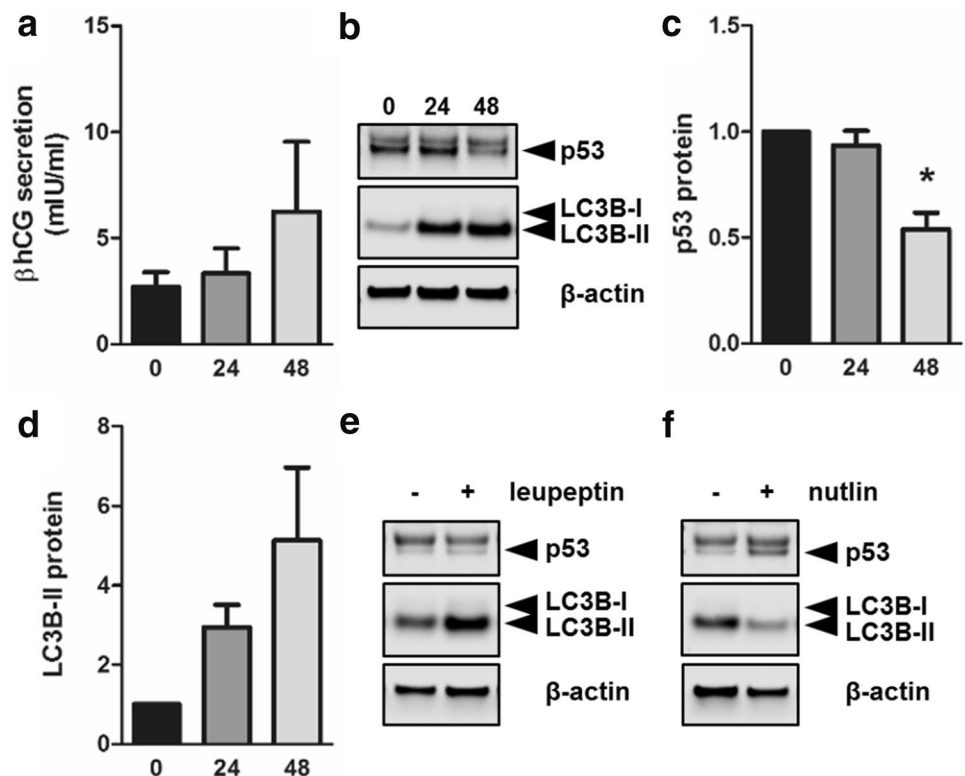 a
15
10
5
0
βhCG secretion
(mIU/ml)
0 24 48
b
0 24 48
p53
LC3B-I
LC3B-II
β-actin
c
1.5
1.0
0.5
0.0
p53 protein
*
0 24 48
d
8
6
4
2
0
LC3B-II protein
0 24 48
e
- + leupeptin
p53
LC3B-I
LC3B-II
β-actin
f
- + nutlin
p53
LC3B-I
LC3B-II
β-actin